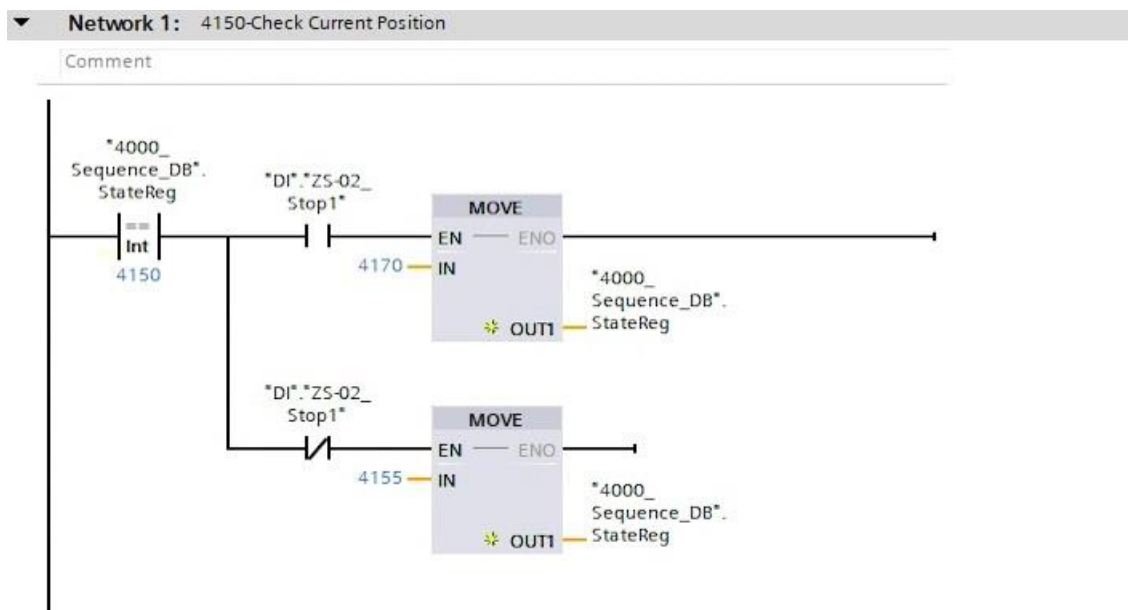 Network 1: 4150-Check Current Position
Comment
"4000_
Sequence_DB".
StateReg
==
Int
4150
"DI"."ZS-02_
Stop1"
MOVE
EN
ENO
4170
IN
OUT1
"4000_
Sequence_DB".
StateReg
"DI"."ZS-02_
Stop1"
MOVE
EN
ENO
4155
IN
OUT1
"4000_
Sequence_DB".
StateReg